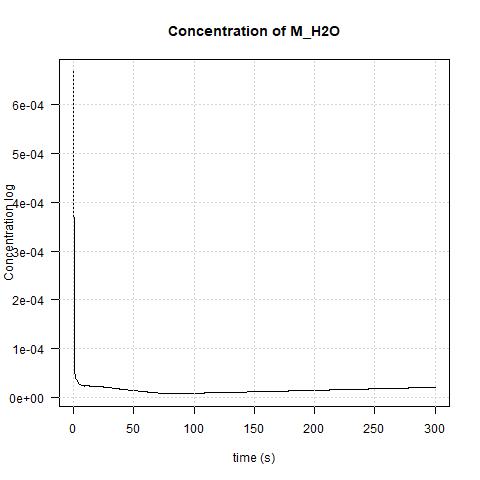 Concentration of M_H2O
6e-04
5e-04
4e-04
3e-04
2e-04
1e-04
0e+00
Concentration log
0 50 100 150 200 250 300
time (s)